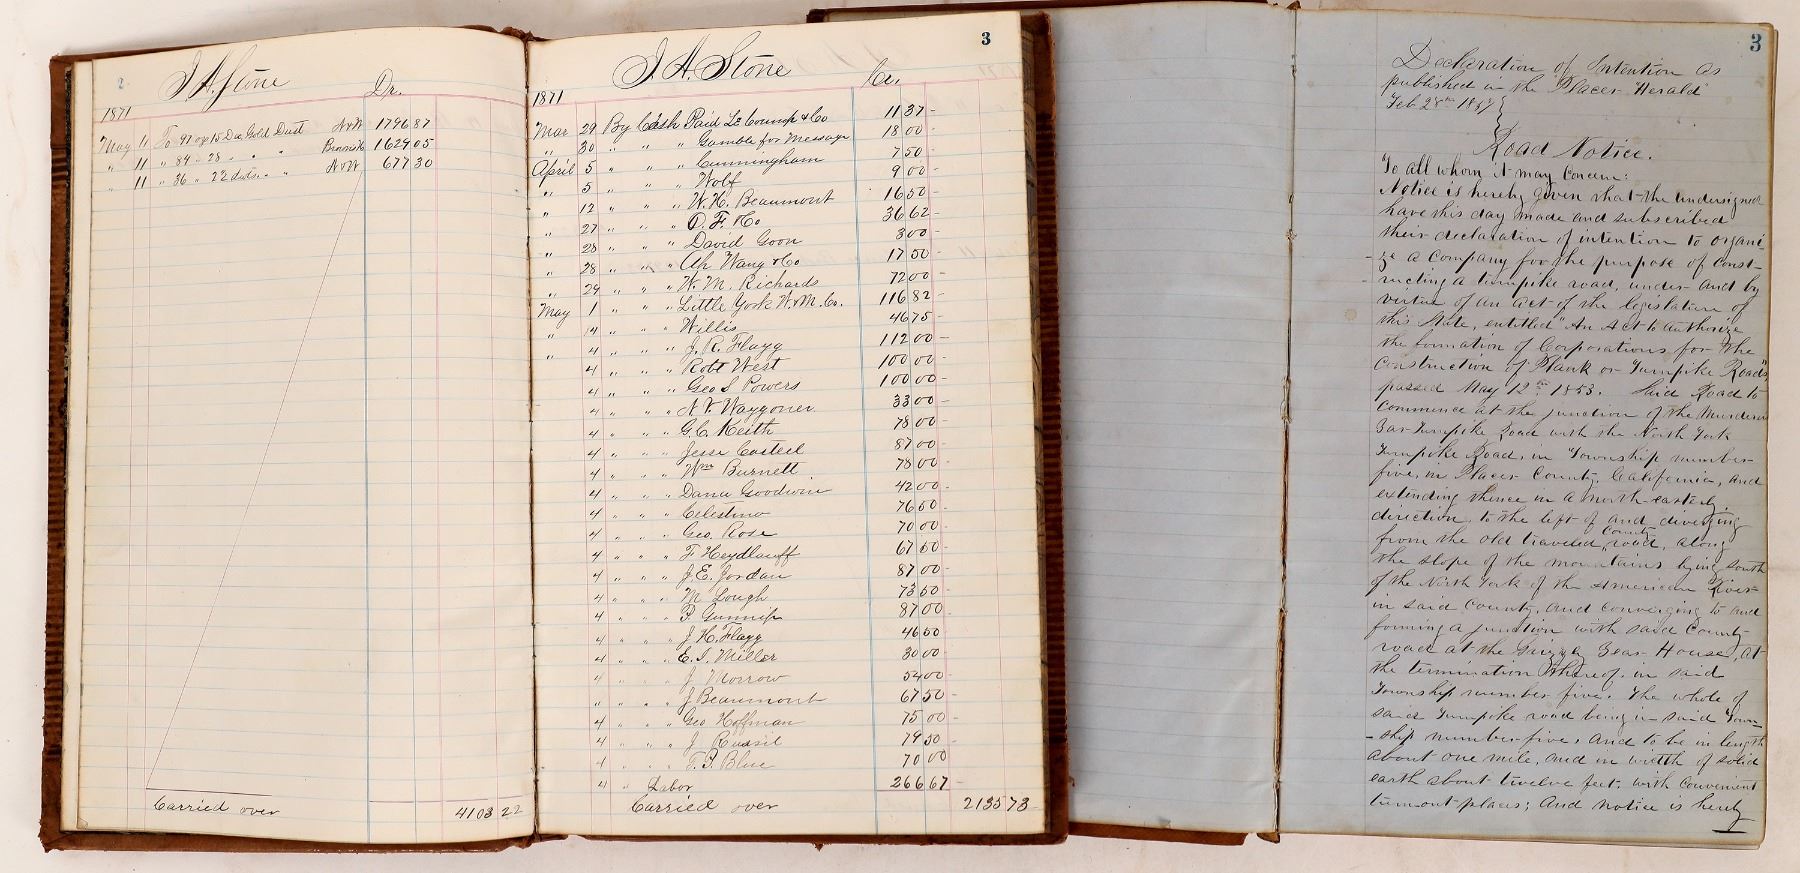 2
J. A. Stone
Dr.
1871
May 11 To 97 oz 15 Dw Gold Dust 1796 87
" 11 " 89 " 28 " " " 1629 05
" 11 " 36 " 22 dwts. " " 677 30
Carried over 4103 22
3
J. A. Stone
Cr.
1871
Mar 29 By Cash Paid & Co 11 37
" 30 " " " Gamble for Message 18 00
April 5 " " " Cunningham 7 50
" 5 " " " Wolf 9 00
" 12 " " " W. H. Beaumont 16 50
" 27 " " " O. F. & Co 36 62
" 28 " " " David Goon 3 00
" 28 " " " Ah Wang & Co 17 50
" 29 " " " W. M. Richards 72 00
May 1 " " " Little York W. & M. Co. 116 82
" 4 " " " Willis 46 75
" 4 " " " J. R. Flagg 112 00
4 " " " Robt West 100 00
4 " " " Geo S Powers 100 00
4 " " " N. V. Waggoner 33 00
4 " " " G. C. Keith 78 00
4 " " " Jesse Casteel 87 00
4 " " " Wm Burnett 78 00
4 " " " Dana Goodwin 42 00
4 " " " Celestino 76 50
4 " " " Geo. Rose 70 00
4 " " " F Heydlauff 67 50
4 " " " J. E. Jordan 87 00
4 " " " M Lough 73 50
4 " " " P. Gunnip 87 00
4 " " " J. H. Flagg 46 50
4 " " " E. I. Miller 30 00
4 " " " J Morrow 54 00
" " " " J Beaumont 67 50
4 " " " Geo Hoffman 75 00
4 " " " J Russil 79 50
4 " " " T. P. Blue 70 00
4 " Labor 266 67
Carried over 2135 73
3
Declaration of Intention as
published in the Placer Herald
Feb 28th 1857
Road Notice.
To all whom it may Concern:
Notice is hereby given that the undersigned
have this day made and subscribed
their declaration of intention to organi
-ze a Company for the purpose of Const-
-ructing a turnpike road, under and by
virtue of an act of the legislature of
this State, entitled "An Act to authorize
the formation of Corporations for the
Construction of Plank or Turnpike Roads"
passed May 12th 1853. Said Road to
Commence at the junction of the Murderers
Bar Turnpike Road with the North Fork
Turnpike Road, in Township number
five, in Placer County, California, and
extending thence in a north-easterly
direction, to the left of and diverging
from the old traveled County road, along
the slope of the mountains lying South
of the North Fork of the American River
in said County, and converging to and
forming a junction with said County
road at the Grizzly Bear House, at
the termination thereof, in said
Township number five. The whole of
said Turnpike road being in said Town-
-ship number five, and to be in length
about one mile, and in width of solid
earth about twelve feet, with convenient
turnout places; And notice is hereby